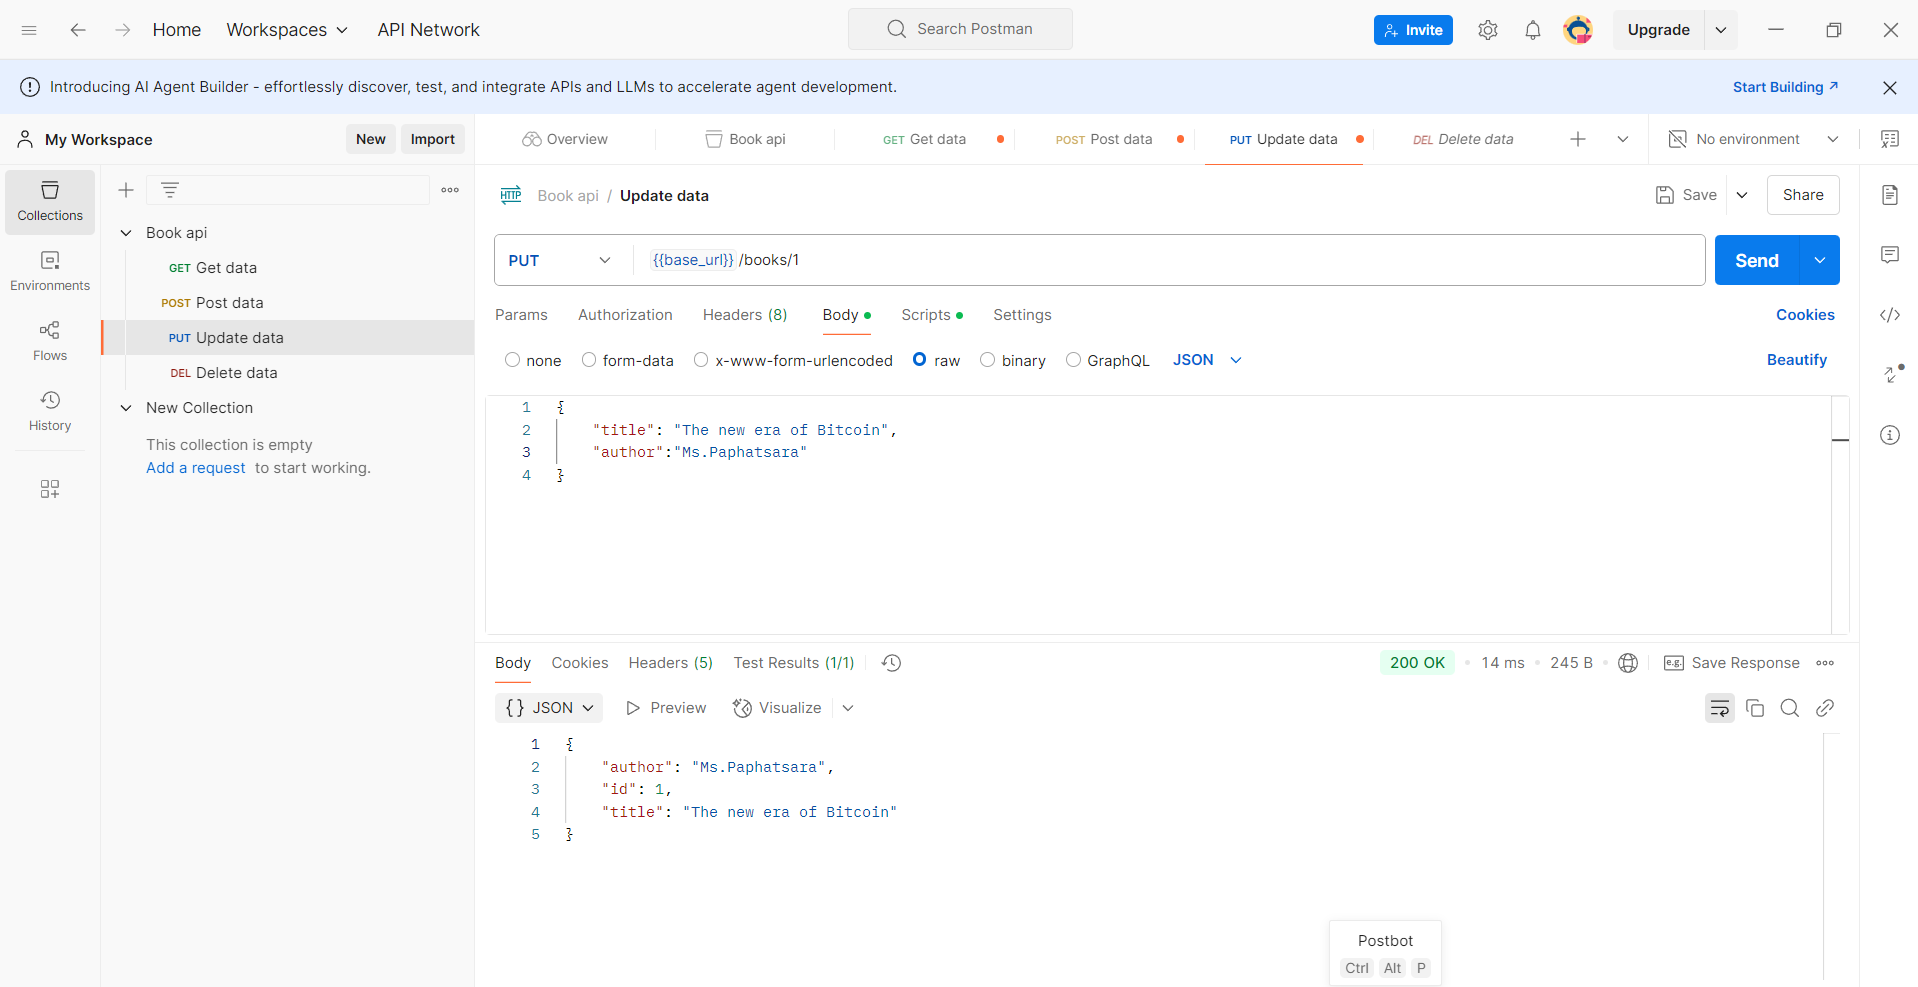 Home Workspaces API Network Search Postman Invite Upgrade
Introducing AI Agent Builder - effortlessly discover, test, and integrate APIs and LLMs to accelerate agent development. Start Building
My Workspace New Import
Overview Book api GET Get data POST Post data PUT Update data DEL Delete data No environment
Collections
Environments
Flows
History
Book api
GET Get data
POST Post data
PUT Update data
DEL Delete data
New Collection
This collection is empty
Add a request to start working.
HTTP Book api / Update data Save Share
PUT {{base_url}} /books/1 Send
Params Authorization Headers (8) Body Scripts Settings Cookies
none form-data x-www-form-urlencoded raw binary GraphQL JSON Beautify
1 {
2 "title": "The new era of Bitcoin",
3 "author":"Ms.Paphatsara"
4 }
Body Cookies Headers (5) Test Results (1/1) 200 OK 14 ms 245 B e.g. Save Response
{} JSON Preview Visualize
1 {
2 "author": "Ms.Paphatsara",
3 "id": 1,
4 "title": "The new era of Bitcoin"
5 }
Postbot
Ctrl Alt P